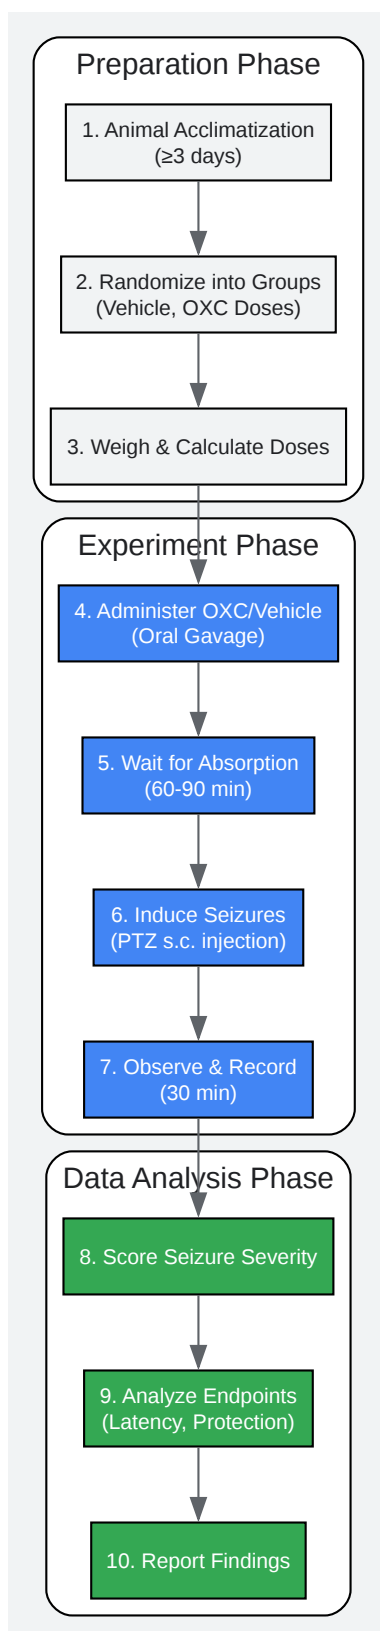 Preparation Phase
1. Animal Acclimatization
(≥3 days)
2. Randomize into Groups
(Vehicle, OXC Doses)
3. Weigh & Calculate Doses
Experiment Phase
4. Administer OXC/Vehicle
(Oral Gavage)
5. Wait for Absorption
(60-90 min)
6. Induce Seizures
(PTZ s.c. injection)
7. Observe & Record
(30 min)
Data Analysis Phase
8. Score Seizure Severity
9. Analyze Endpoints
(Latency, Protection)
10. Report Findings